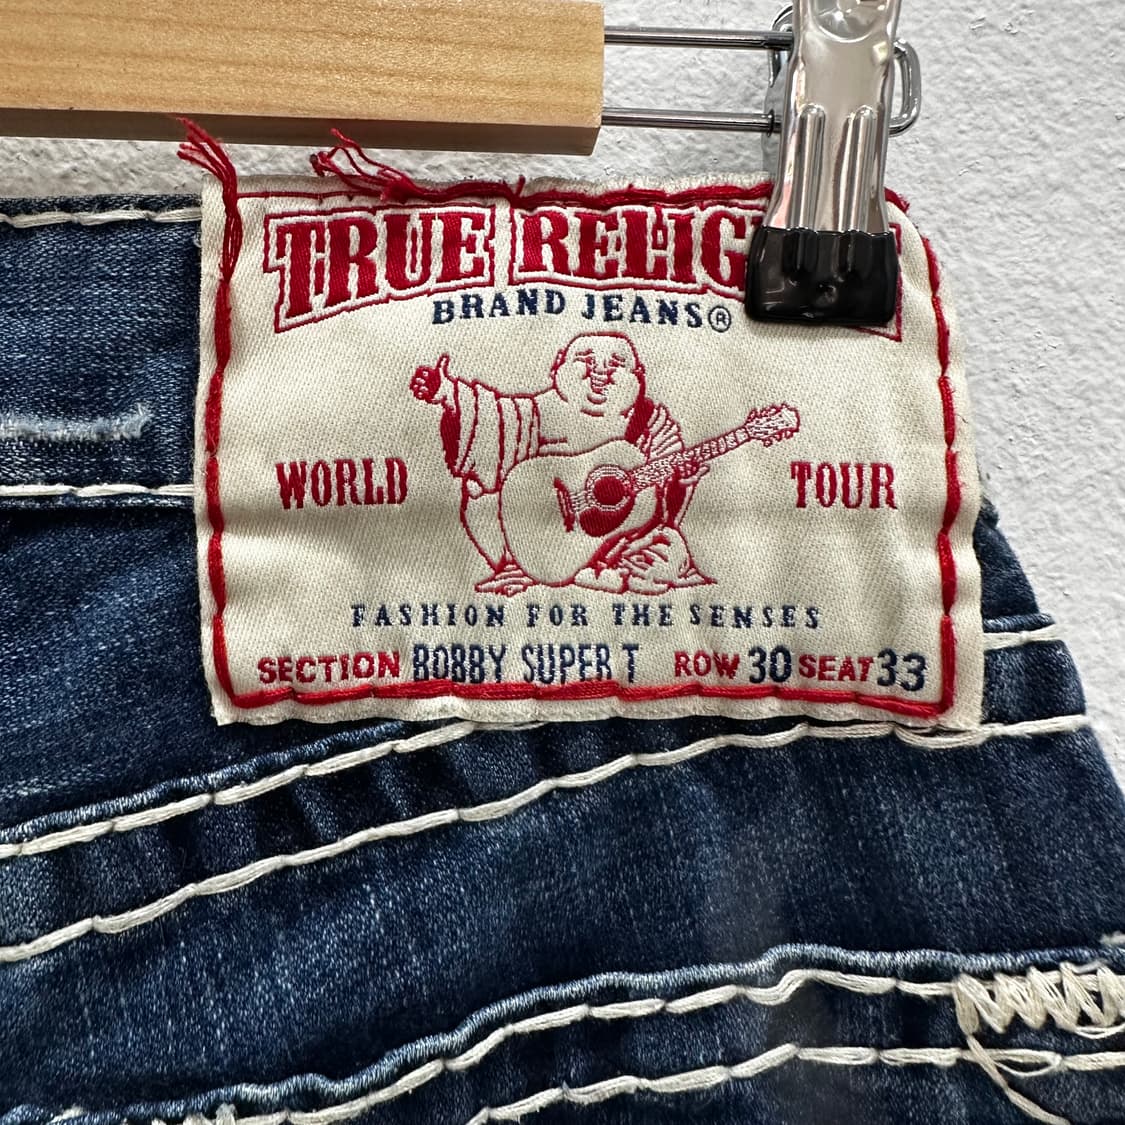 TRUE RELIG
BRAND JEANS®
WORLD TOUR
FASHION FOR THE SENSES
SECTION BOBBY SUPER T ROW 30 SEAT 33